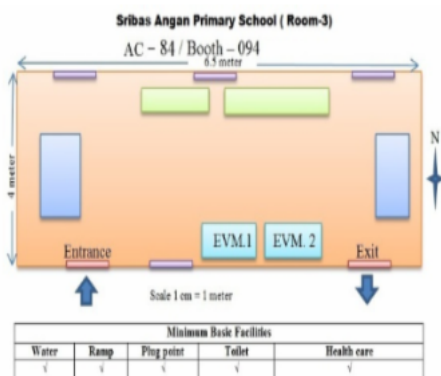 Sribas Angan Primary School ( Room-3)
AC – 84 / Booth – 094
6.5 meter
4 meter
N
EVM.1 EVM. 2
Entrance Exit
Scale 1 cm = 1 meter
Minimum Basic Facilities
Water Ramp Plug point Toilet Health care
√ √ √ √ √